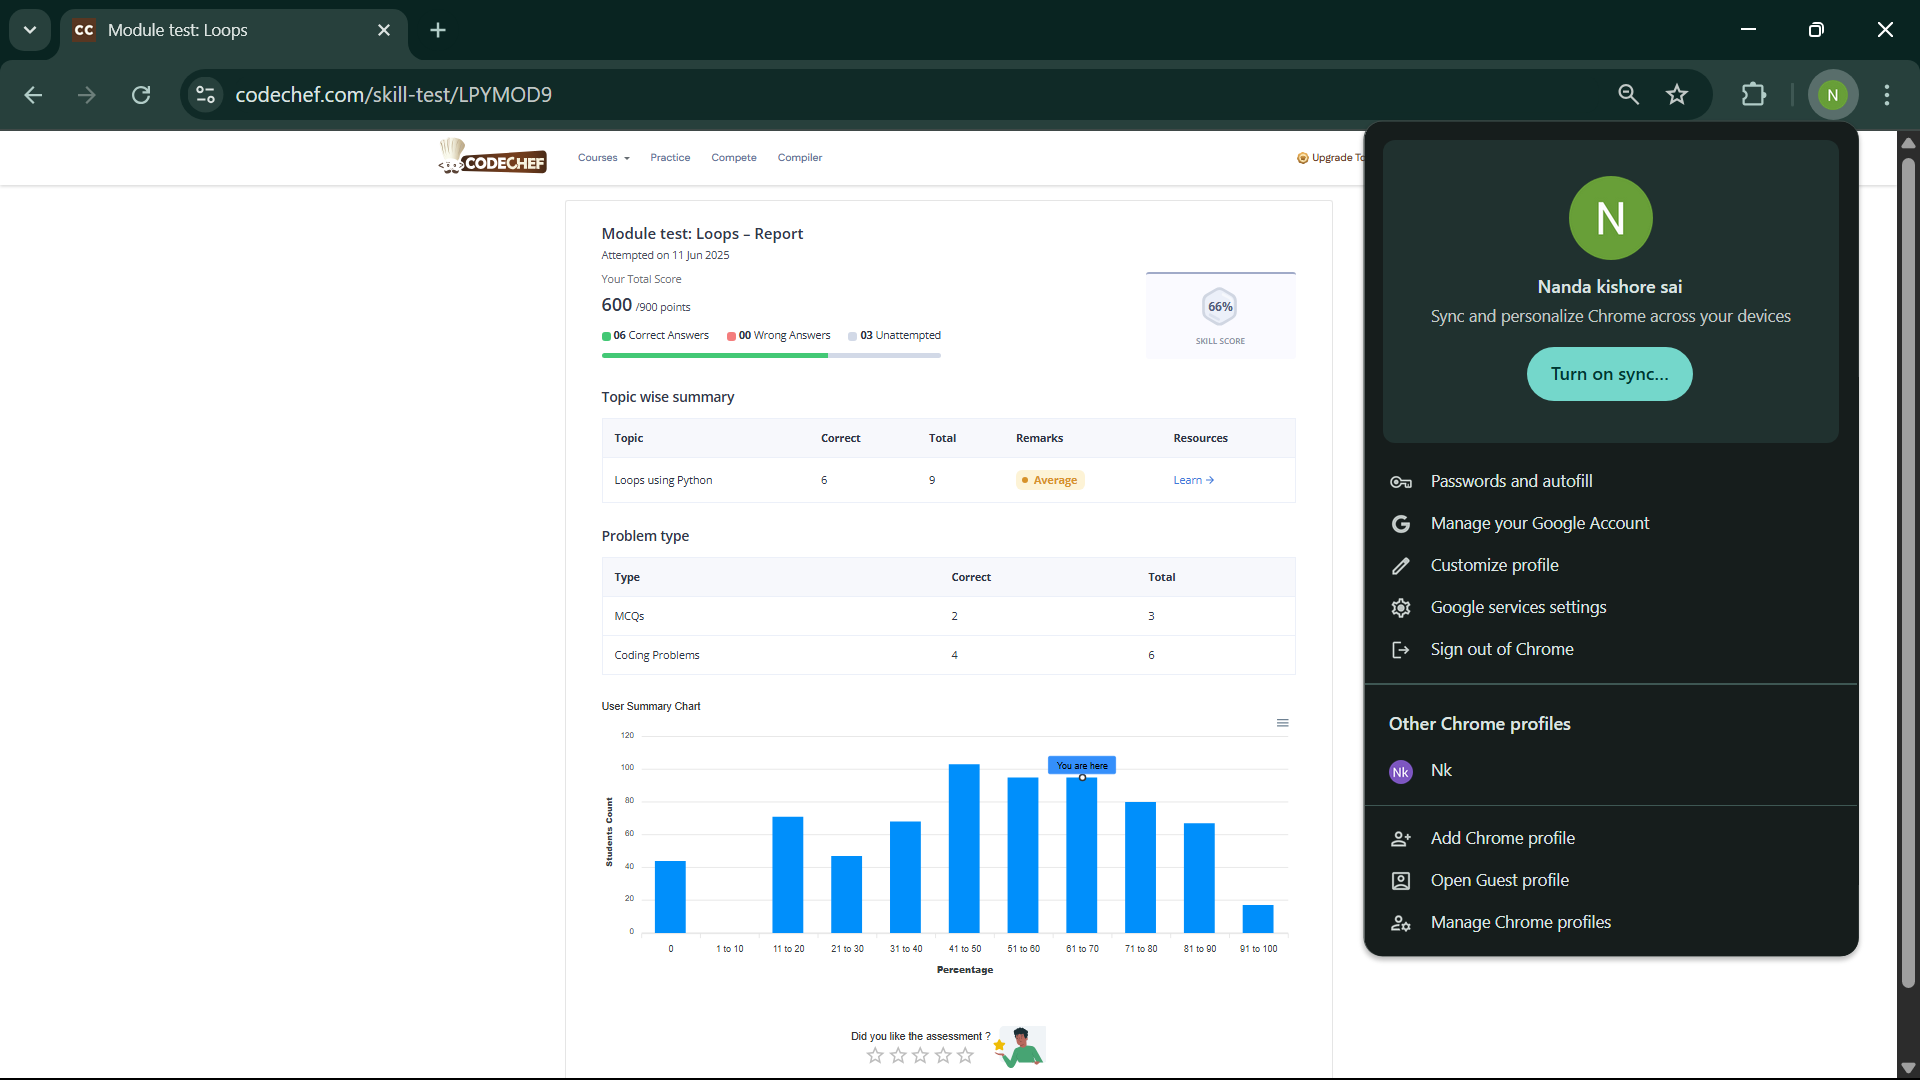 CC Module test: Loops
codechef.com/skill-test/LPYMOD9
N
CODECHEF
Courses
Practice
Compete
Compiler
Upgrade To
Module test: Loops – Report
Attempted on 11 Jun 2025
Your Total Score
600 /900 points
06 Correct Answers 00 Wrong Answers 03 Unattempted
66%
SKILL SCORE
Topic wise summary
Topic Correct Total Remarks Resources
Loops using Python 6 9 Average Learn →
Problem type
Type Correct Total
MCQs 2 3
Coding Problems 4 6
User Summary Chart
120
100
80
60
40
20
0
Students Count
You are here
0 1 to 10 11 to 20 21 to 30 31 to 40 41 to 50 51 to 60 61 to 70 71 to 80 81 to 90 91 to 100
Percentage
Did you like the assessment ?
N
Nanda kishore sai
Sync and personalize Chrome across your devices
Turn on sync...
Passwords and autofill
G Manage your Google Account
Customize profile
Google services settings
Sign out of Chrome
Other Chrome profiles
Nk Nk
Add Chrome profile
Open Guest profile
Manage Chrome profiles